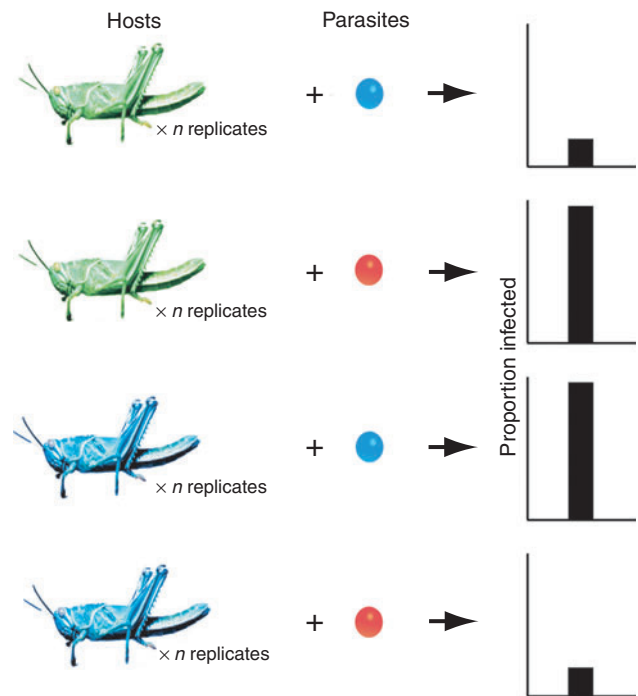 Hosts
Parasites
+
× n replicates
+
× n replicates
Proportion infected
+
× n replicates
+
× n replicates